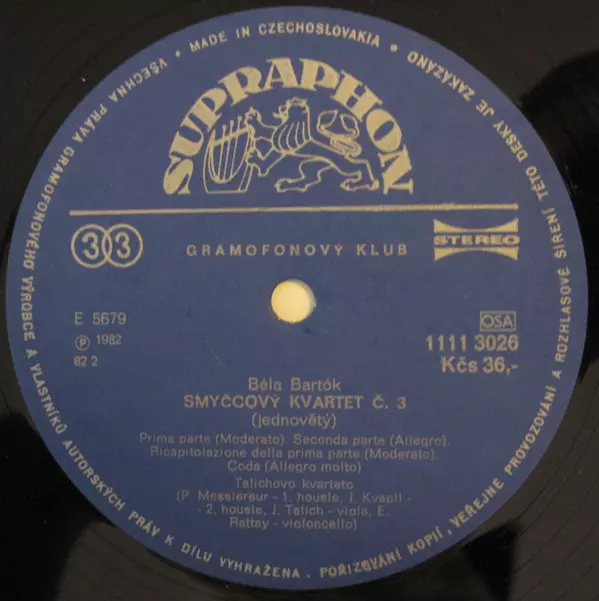 VŠECHNA PRÁVA GRAMOFONOVÉHO VÝROBCE A VLASTNÍKŮ AUTORSKÝCH PRÁV K DÍLU VYHRAŽENA. POŘIZOVÁNÍ KOPIÍ, VEŘEJNÉ PROVOZOVÁNÍ A ROZHLASOVÉ ŠÍŘENÍ TÉTO DESKY JE ZAKÁZÁNO
• MADE IN CZECHOSLOVAKIA •
SUPRAPHON
33
GRAMOFONOVÝ KLUB
STEREO
E 5679
Ⓟ 1982
82 2
OSA
1111 3026
Kčs 36,-
Béla Bartók
SMYČCOVÝ KVARTET Č. 3
(jednovětý)
Prima parte (Moderato). Seconda parte (Allegro).
Ricapitolazione della prima parte (Moderato).
Coda (Allegro molto)
Talichovo kvarteto
(P. Messiereur - 1. housle, J. Kvapil -
- 2. housle, J. Talich - viola, E.
Rattay - violoncello)